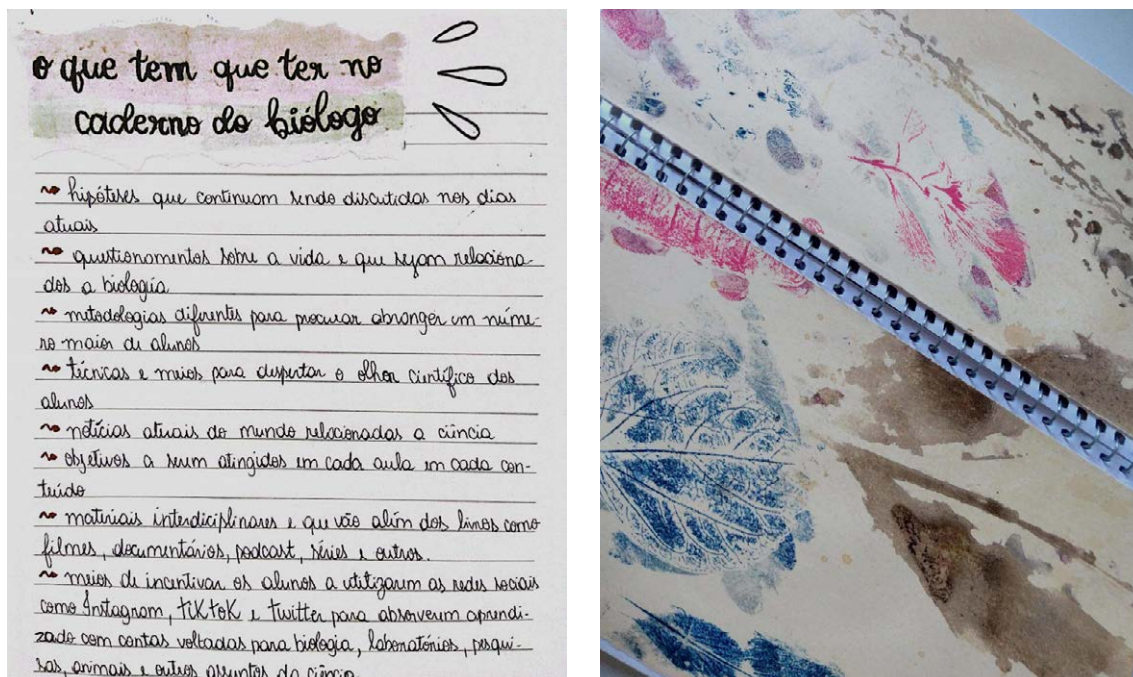 o que tem que ter no
caderno do biólogo
hipóteses que continuam sendo discutidas nos dias
atuais
questionamentos sobre a vida e que sejam relaciona-
dos a biologia
metodologias diferentes para procurar abranger um núme-
ro maior de alunos
técnicas e meios para despertar o olhar científico dos
alunos
notícias atuais do mundo relacionadas a ciência
objetivos a serem atingidos em cada aula em cada con-
teúdo
materiais interdiciplinares e que vão além dos livros como
filmes, documentários, podcast, séries e outros.
meios de incentivar os alunos a utitizarem as redes sociais
como Instagram, tiktok e twitter para absorverem aprendi-
zado com contas voltadas para biologia, laboratórios, pesqui-
sas, animais e outros assuntos da ciência